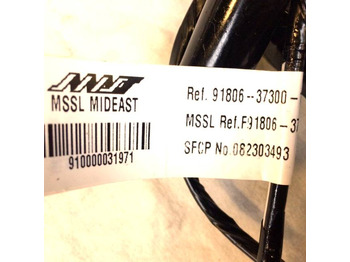 MSSL MIDEAST
910000031971
Ref. 91806-37300-
MSSL Ref.F91806-37
SFCP No.082303493